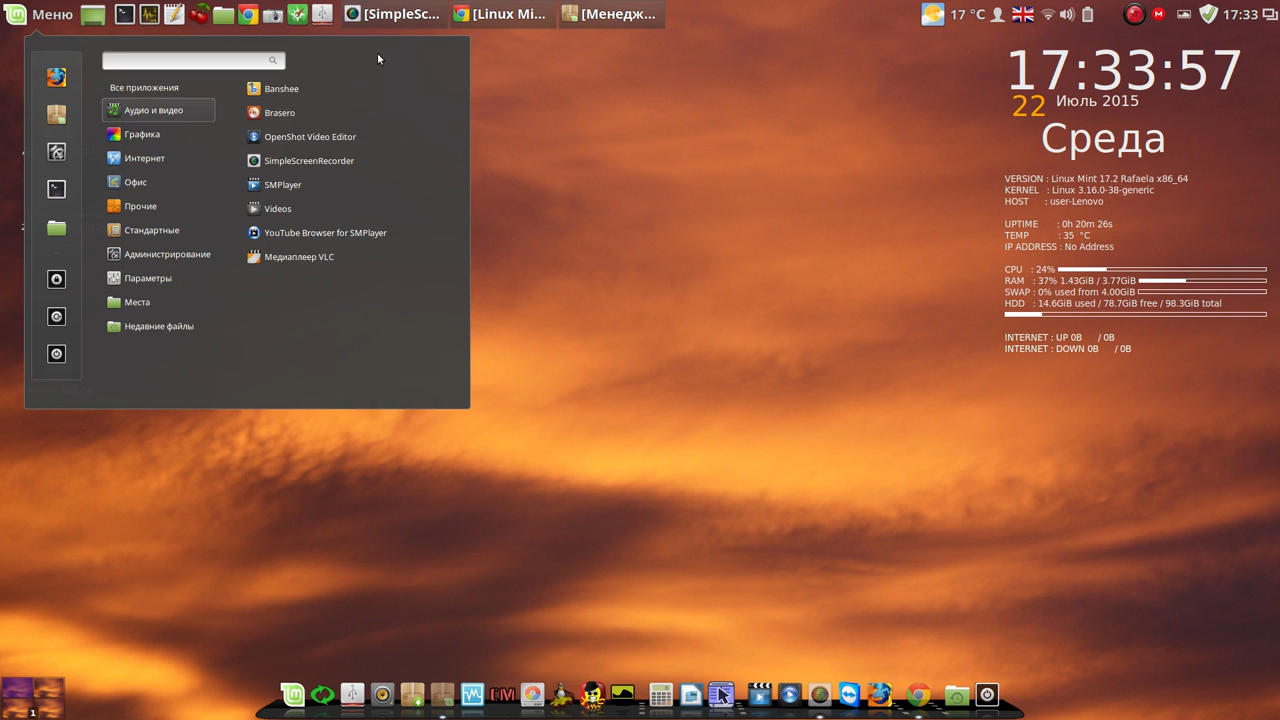 Меню [SimpleSc... [Linux Mi... [Менедж... 17 °C 17:33
Все приложения
Аудио и видео
Графика
Интернет
Офис
Прочие
Стандартные
Администрирование
Параметры
Места
Недавние файлы
Banshee
Brasero
OpenShot Video Editor
SimpleScreenRecorder
SMPlayer
Videos
YouTube Browser for SMPlayer
Медиаплеер VLC
17:33:57
22 Июль 2015
Среда
VERSION : Linux Mint 17.2 Rafaela x86_64
KERNEL : Linux 3.16.0-38-generic
HOST : user-Lenovo
UPTIME : 0h 20m 26s
TEMP : 35 °C
IP ADDRESS : No Address
CPU : 24%
RAM : 37% 1.43GiB / 3.77GiB
SWAP : 0% used from 4.00GiB
HDD : 14.6GiB used / 78.7GiB free / 98.3GiB total
INTERNET : UP 0B / 0B
INTERNET : DOWN 0B / 0B
1